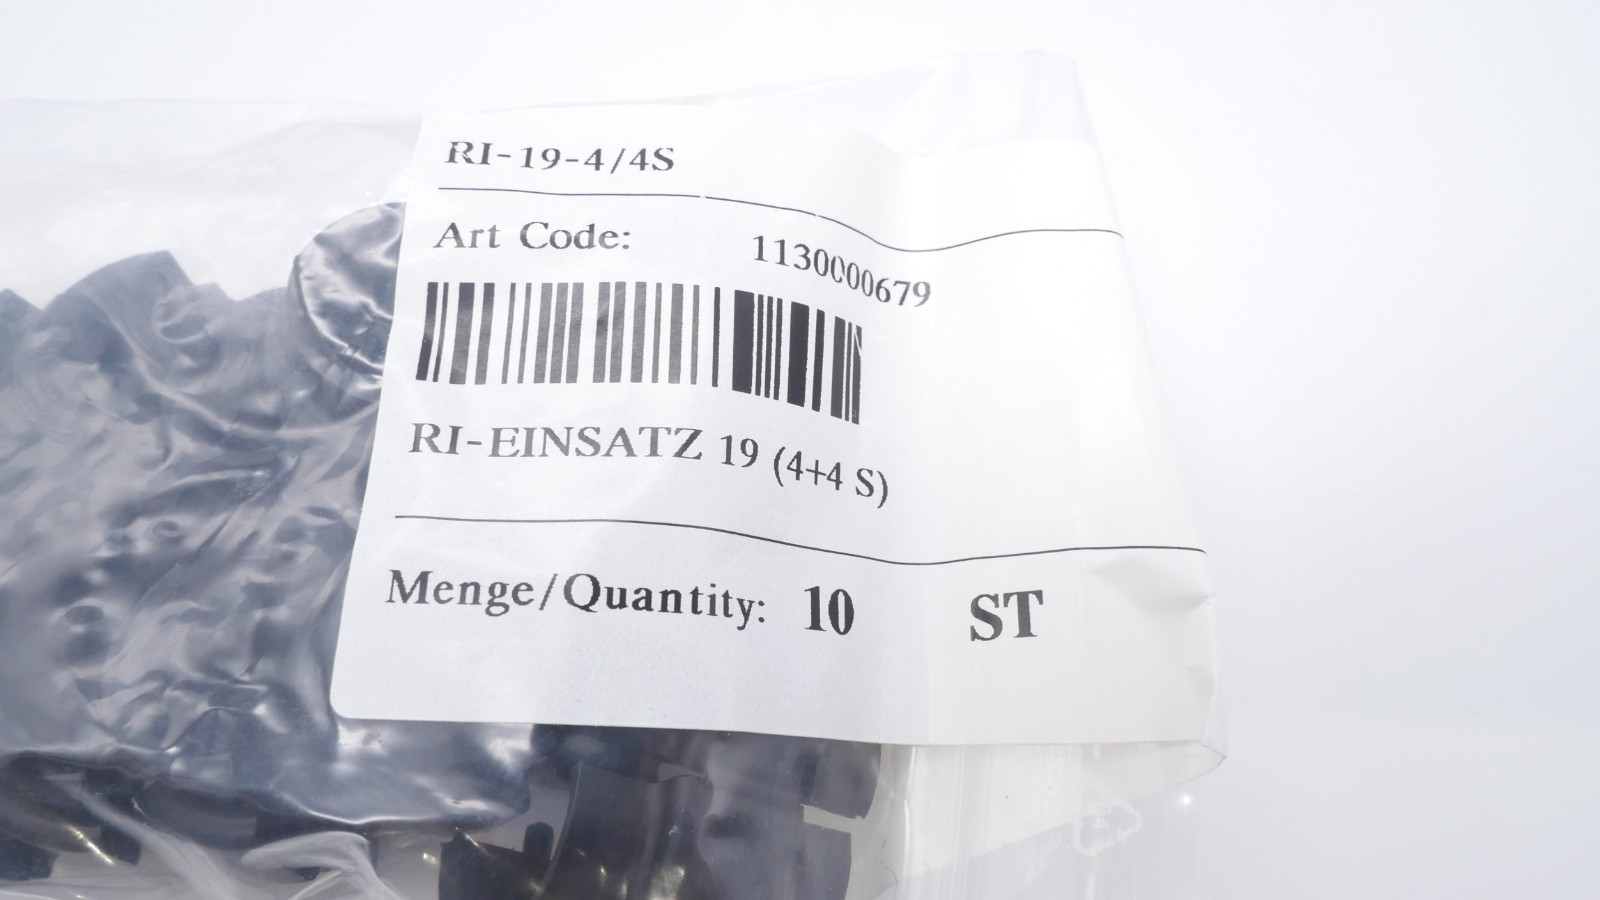 RI-19-4/4S
Art Code: 1130000679
RI-EINSATZ 19 (4+4 S)
Menge/Quantity: 10 ST